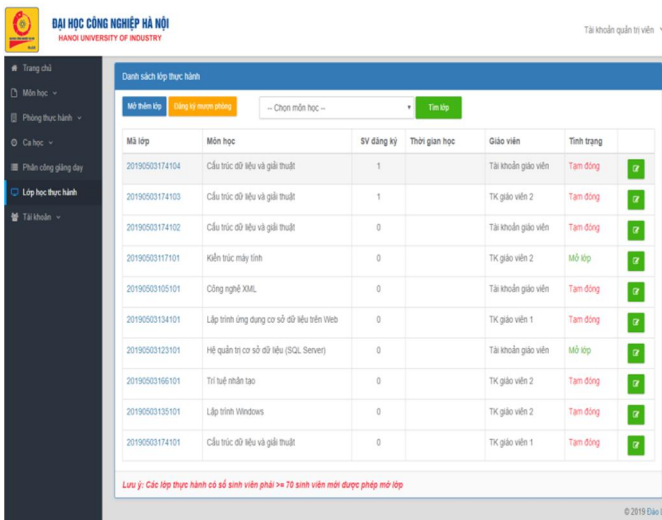 ĐẠI HỌC CÔNG NGHIỆP HÀ NỘI
HANOI UNIVERSITY OF INDUSTRY
Tài khoản quản trị viên
Trang chủ
Môn học
Phòng thực hành
Ca học
Phân công giảng dạy
Lớp học thực hành
Tài khoản
Danh sách lớp thực hành
Mở thêm lớp Đăng ký mượn phòng -- Chọn môn học -- Tìm lớp
Mã lớp Môn học SV đăng ký Thời gian học Giáo viên Tình trạng
20190503174104 Cấu trúc dữ liệu và giải thuật 1 Tài khoản giáo viên Tạm đóng
20190503174103 Cấu trúc dữ liệu và giải thuật 1 TK giáo viên 2 Tạm đóng
20190503174102 Cấu trúc dữ liệu và giải thuật 0 Tài khoản giáo viên Tạm đóng
20190503117101 Kiến trúc máy tính 0 TK giáo viên 2 Mở lớp
20190503105101 Công nghệ XML 0 Tài khoản giáo viên Tạm đóng
20190503134101 Lập trình ứng dụng cơ sở dữ liệu trên Web 0 TK giáo viên 1 Tạm đóng
20190503123101 Hệ quản trị cơ sở dữ liệu (SQL Server) 0 Tài khoản giáo viên Mở lớp
20190503166101 Trí tuệ nhân tạo 0 TK giáo viên 2 Tạm đóng
20190503135101 Lập trình Windows 0 TK giáo viên 2 Tạm đóng
20190503174101 Cấu trúc dữ liệu và giải thuật 0 TK giáo viên 1 Tạm đóng
Lưu ý: Các lớp thực hành có số sinh viên phải >= 70 sinh viên mới được phép mở lớp
© 2019 Đào